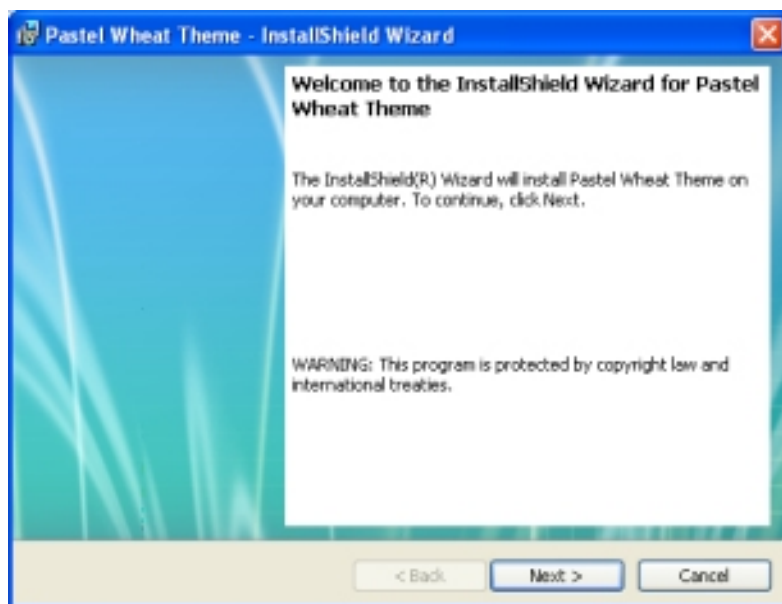 Pastel Wheat Theme - InstallShield Wizard
Welcome to the InstallShield Wizard for Pastel
Wheat Theme
The InstallShield(R) Wizard will install Pastel Wheat Theme on
your computer. To continue, click Next.
WARNING: This program is protected by copyright law and
international treaties.
< Back
Next >
Cancel